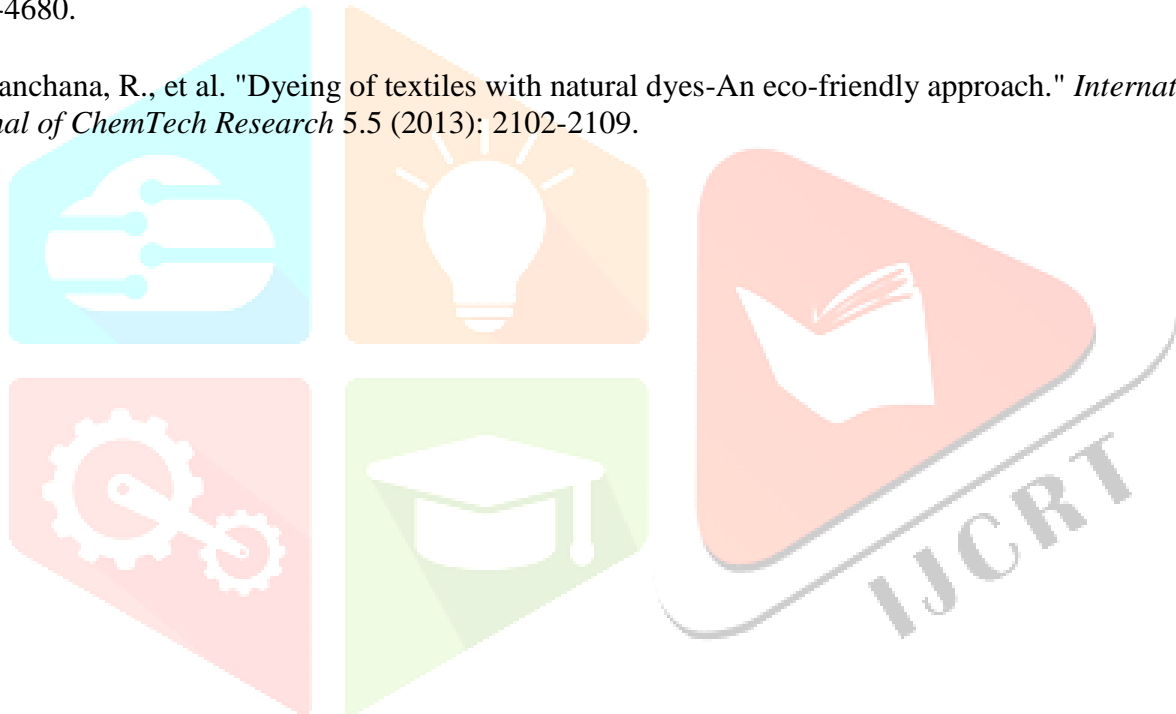 -4680.
anchana, R., et al. "Dyeing of textiles with natural dyes-An eco-friendly approach." Internat
nal of ChemTech Research 5.5 (2013): 2102-2109.
IJCRT